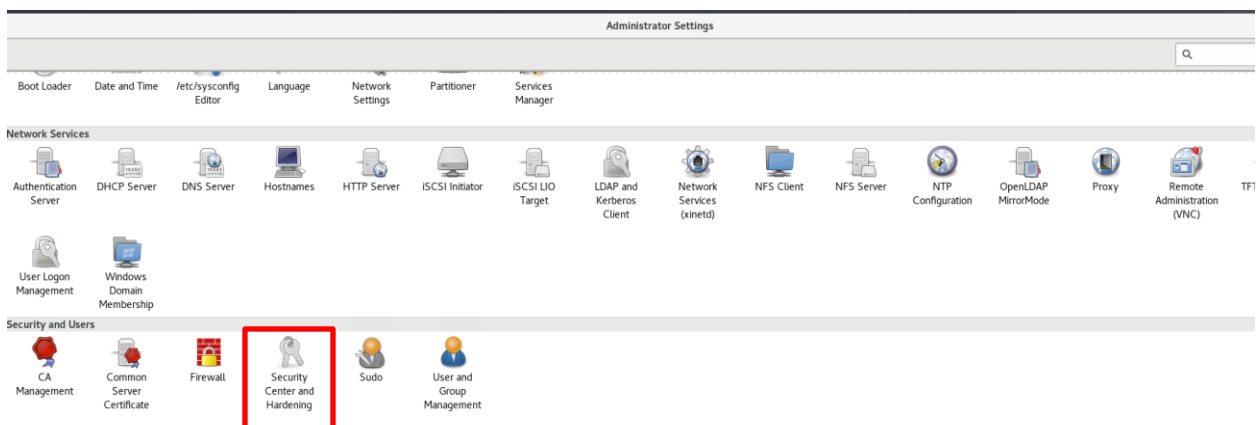 Administrator Settings
Boot Loader
Date and Time
/etc/sysconfig
Editor
Language
Network
Settings
Partitioner
Services
Manager
Network Services
Authentication
Server
DHCP Server
DNS Server
Hostnames
HTTP Server
iSCSI Initiator
iSCSI LIO
Target
LDAP and
Kerberos
Client
Network
Services
(xinetd)
NFS Client
NFS Server
NTP
Configuration
OpenLDAP
MirrorMode
Proxy
Remote
Administration
(VNC)
TFT
User Logon
Management
Windows
Domain
Membership
Security and Users
CA
Management
Common
Server
Certificate
Firewall
Security
Center and
Hardening
Sudo
User and
Group
Management